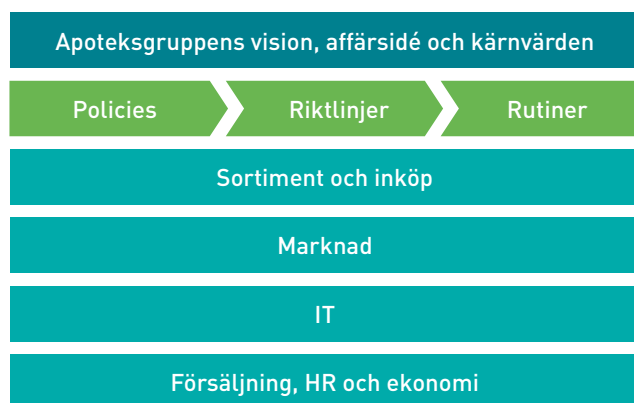 Apoteksgruppens vision, affärsidé och kärnvärden
Policies Riktlinjer Rutiner
Sortiment och inköp
Marknad
IT
Försäljning, HR och ekonomi